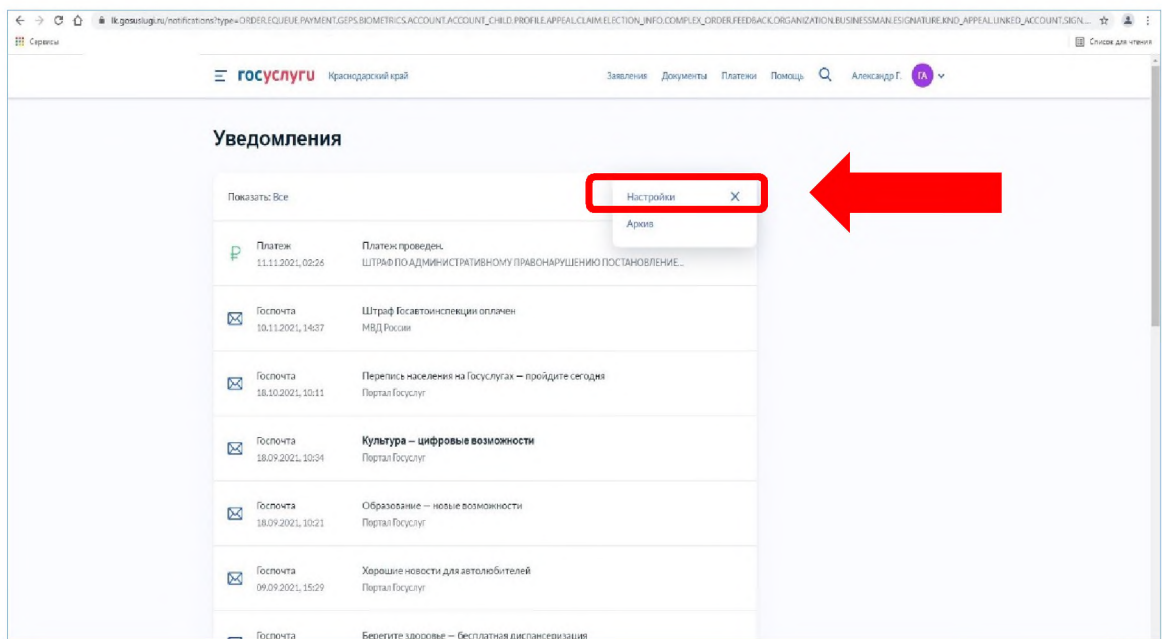 lk.gosuslugi.ru/notifications?type=ORDER.EQUEUE.PAYMENT.GEPS.BIOMETRICS.ACCOUNT.ACCOUNT_CHILD.PROFILE.APPEAL.CLAIM.ELECTION_INFO.COMPLEX_ORDER.FEEDBACK.ORGANIZATION.BUSINESSMAN.ESIGNATURE.KND_APPEAL.LINKED_ACCOUNT.SIGN...
Сервисы
Список для чтения
госуслуги Краснодарский край Заявления Документы Платежи Помощь Александр Г. ГА
Уведомления
Показать: Все
Настройки
Архив
Платеж Платеж проведен.
11.11.2021, 02:26 ШТРАФ ПО АДМИНИСТРАТИВНОМУ ПРАВОНАРУШЕНИЮ ПОСТАНОВЛЕНИЕ...
Госпочта Штраф Госавтоинспекции оплачен
10.11.2021, 14:37 МВД России
Госпочта Перепись населения на Госуслугах — пройдите сегодня
18.10.2021, 10:11 Портал Госуслуг
Госпочта Культура — цифровые возможности
18.09.2021, 10:34 Портал Госуслуг
Госпочта Образование — новые возможности
18.09.2021, 10:21 Портал Госуслуг
Госпочта Хорошие новости для автолюбителей
09.09.2021, 15:29 Портал Госуслуг
Госпочта Берегите здоровье — бесплатная диспансеризация